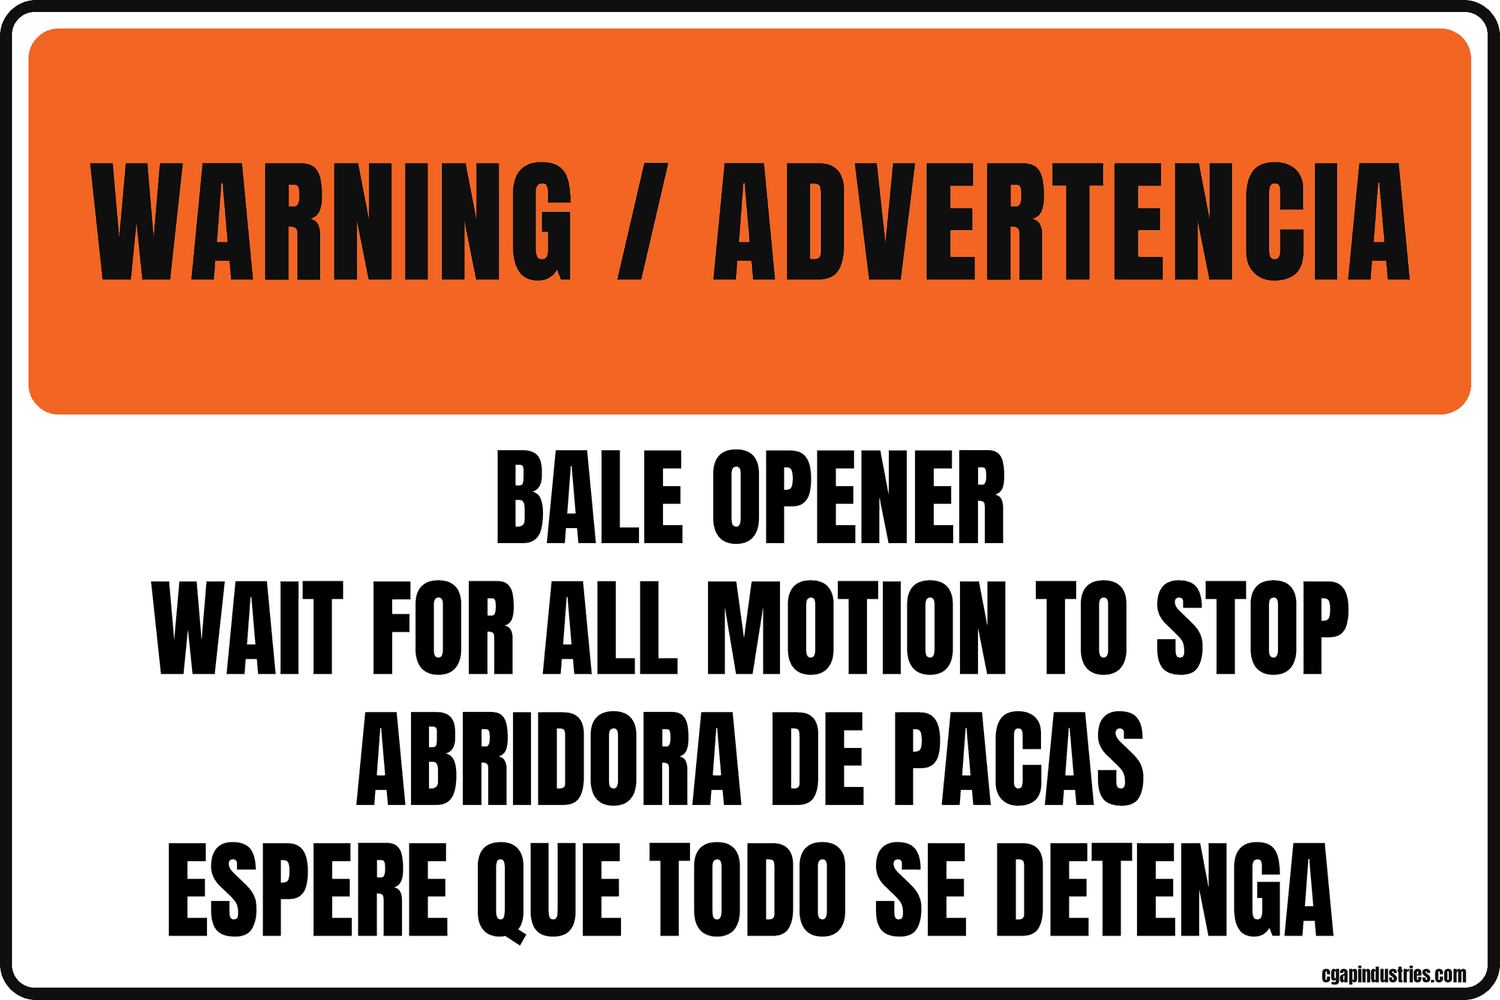 WARNING / ADVERTENCIA
BALE OPENER
WAIT FOR ALL MOTION TO STOP
ABRIDORA DE PACAS
ESPERE QUE TODO SE DETENGA
cgapindustries.com